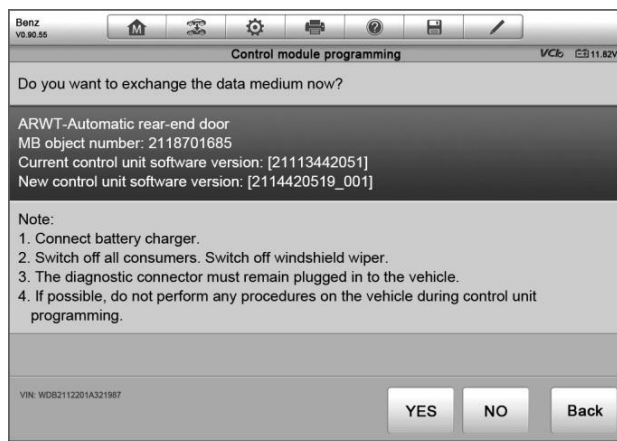 Benz
V0.90.55
Control module programming
VCI
11.82V
Do you want to exchange the data medium now?
ARWT-Automatic rear-end door
MB object number: 2118701685
Current control unit software version: [21113442051]
New control unit software version: [2114420519_001]
Note:
1. Connect battery charger.
2. Switch off all consumers. Switch off windshield wiper.
3. The diagnostic connector must remain plugged in to the vehicle.
4. If possible, do not perform any procedures on the vehicle during control unit
programming.
VIN: WDB2112201A321987
YES
NO
Back